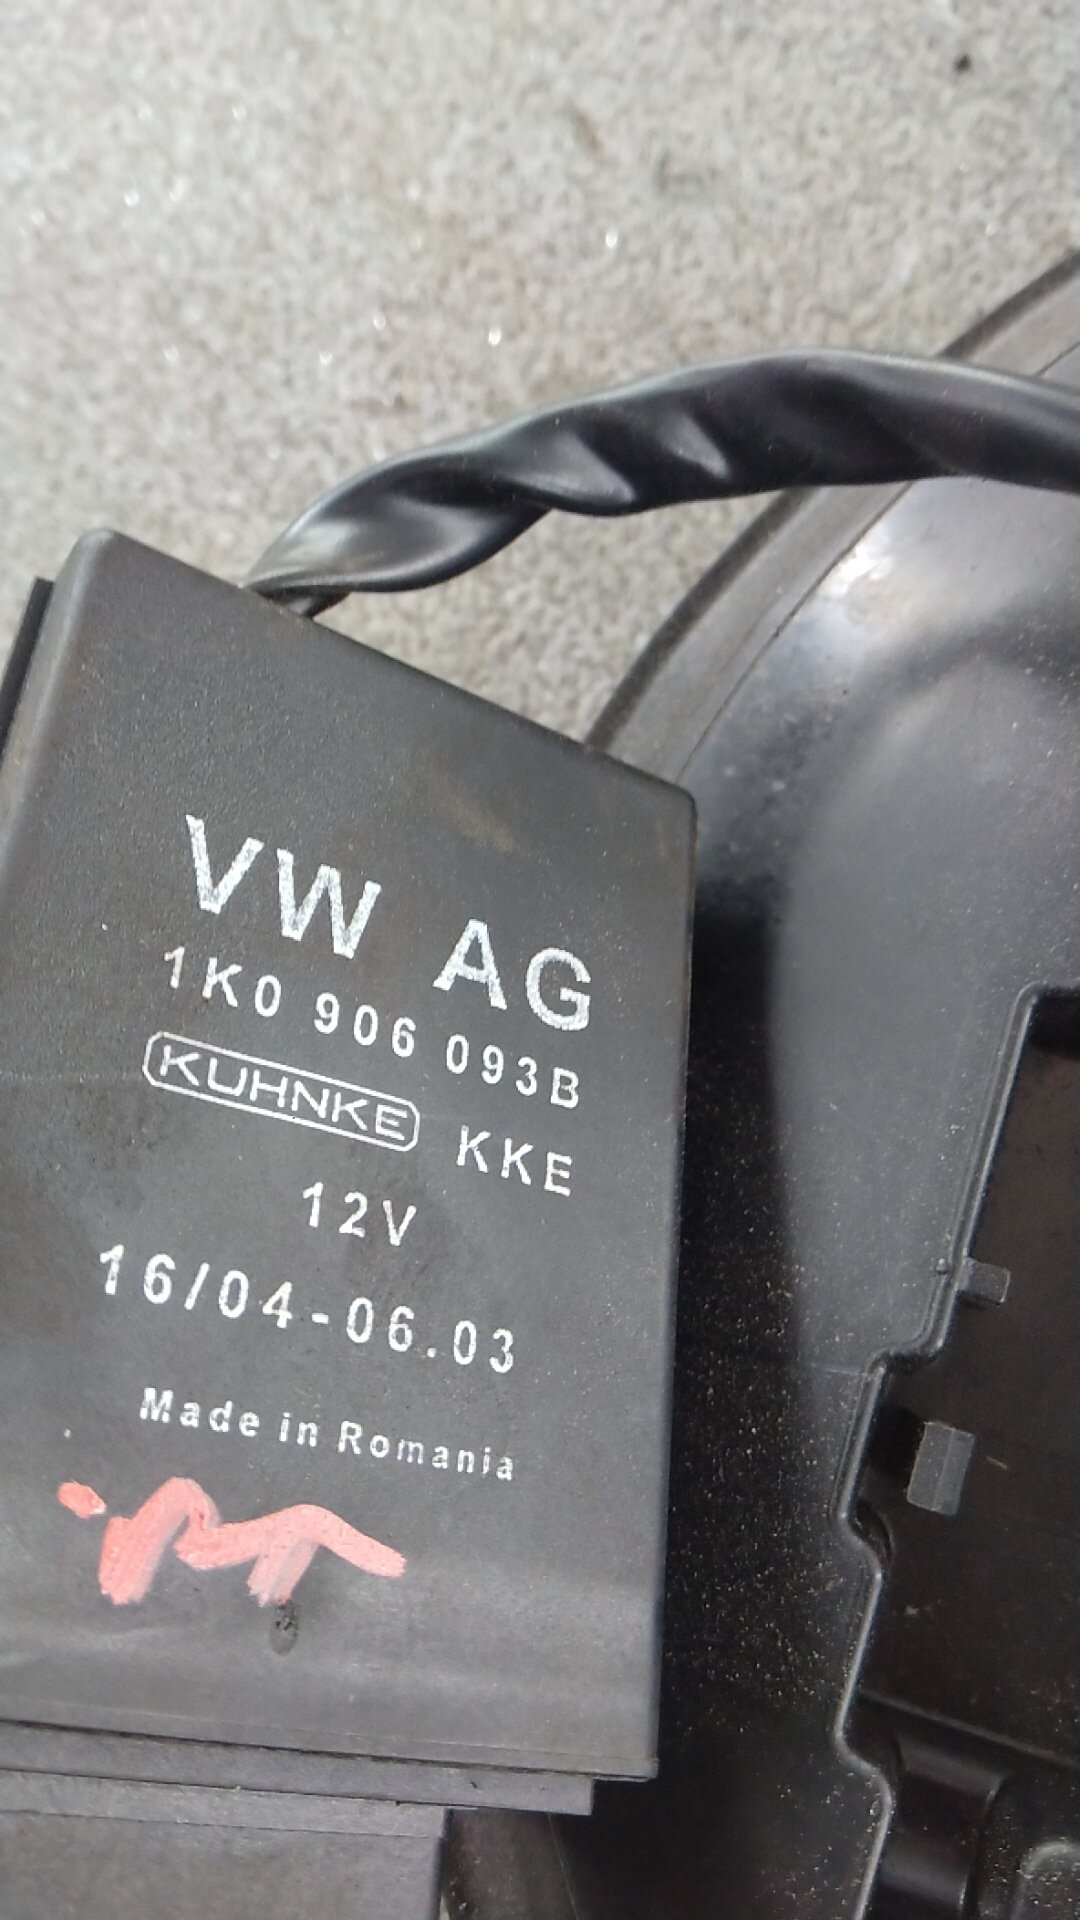 VW AG
1K0 906 093B
KUHNKE KKE
12V
16/04-06.03
Made in Romania